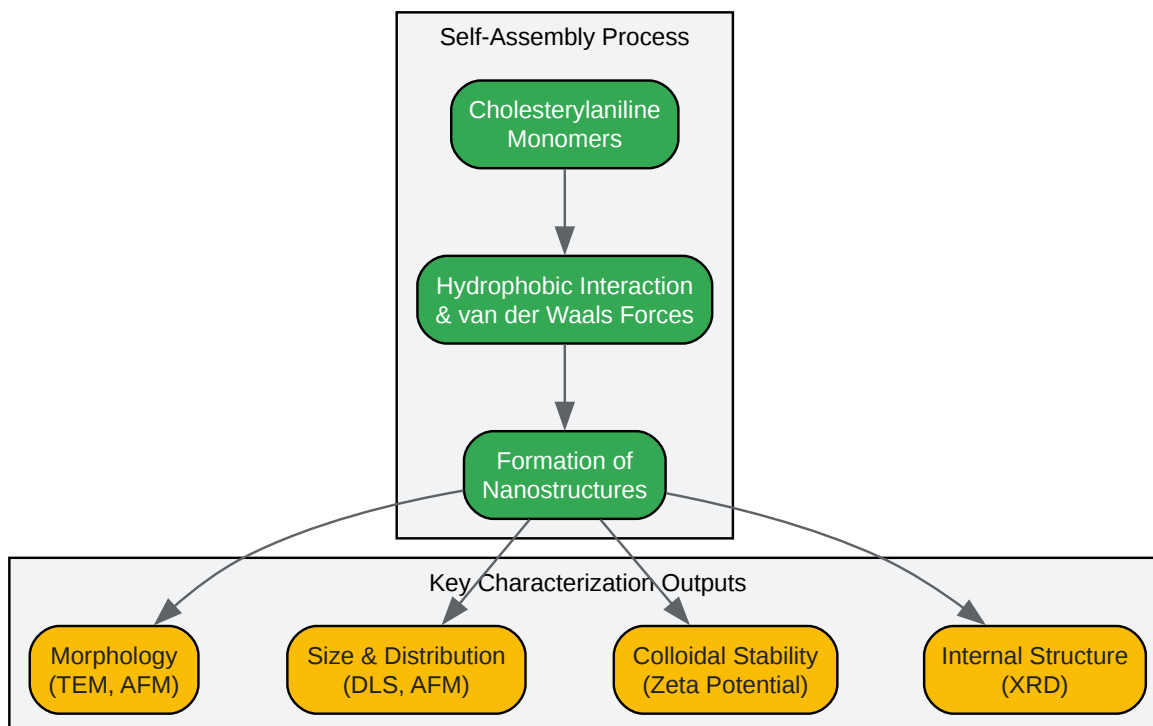 Self-Assembly Process
Cholesterylaniline
Monomers
Hydrophobic Interaction
& van der Waals Forces
Formation of
Nanostructures
Key Characterization Outputs
Morphology
(TEM, AFM)
Size & Distribution
(DLS, AFM)
Colloidal Stability
(Zeta Potential)
Internal Structure
(XRD)